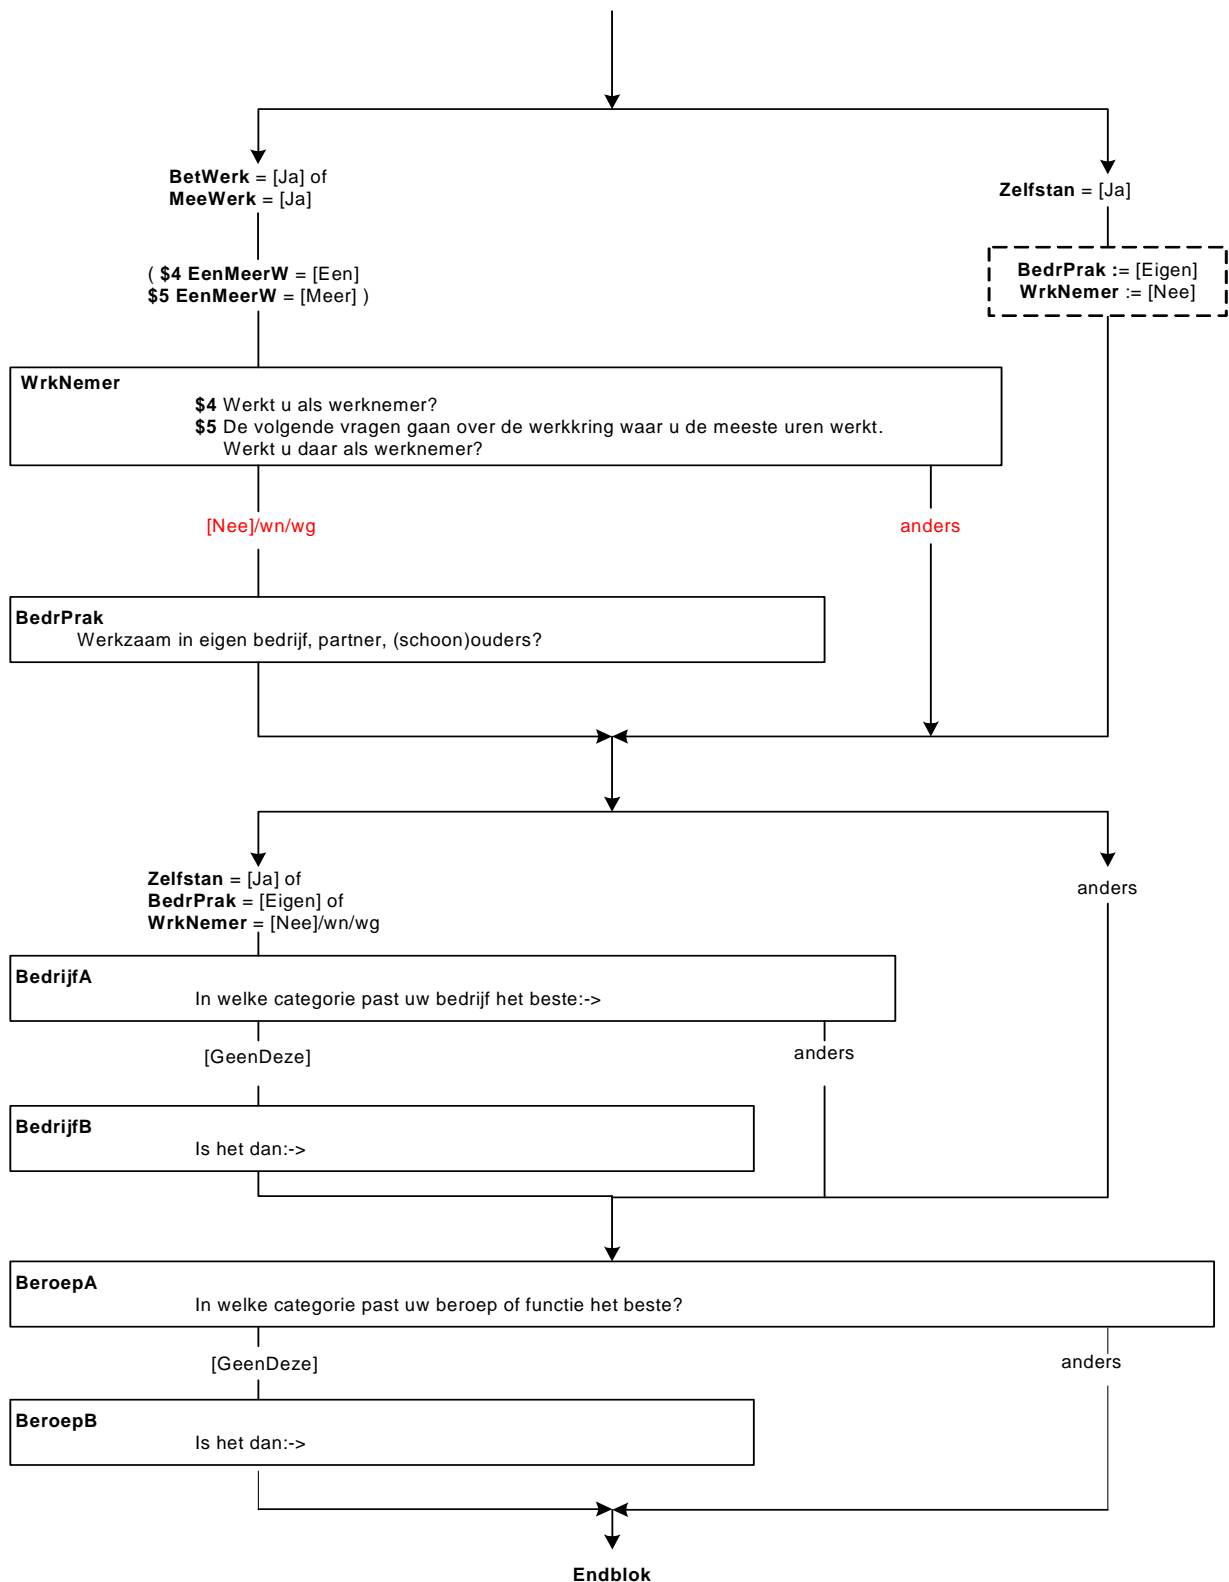 BetWerk = [Ja] of
MeeWerk = [Ja]
Zelfstan = [Ja]
( $4 EenMeerW = [Een]
$5 EenMeerW = [Meer] )
BedrPrak := [Eigen]
WrkNemer := [Nee]
WrkNemer
$4 Werkt u als werknemer?
$5 De volgende vragen gaan over de werkkring waar u de meeste uren werkt.
Werkt u daar als werknemer?
[Nee]/wn/wg
anders
BedrPrak
Werkzaam in eigen bedrijf, partner, (schoon)ouders?
Zelfstan = [Ja] of
BedrPrak = [Eigen] of
WrkNemer = [Nee]/wn/wg
anders
BedrijfA
In welke categorie past uw bedrijf het beste:->
[GeenDeze]
anders
BedrijfB
Is het dan:->
BeroepA
In welke categorie past uw beroep of functie het beste?
[GeenDeze]
anders
BeroepB
Is het dan:->
Endblok